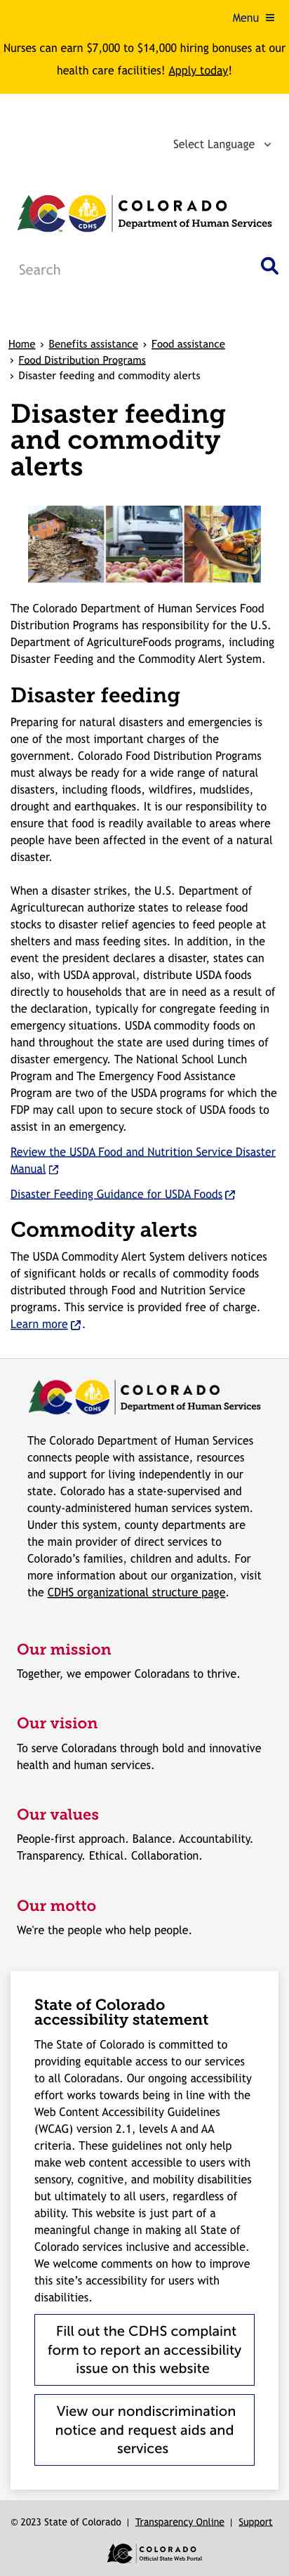 Menu
Nurses can earn $7,000 to $14,000 hiring bonuses at our
health care facilities! Apply today!
Select Language
COLORADO
CDHS
Department of Human Services
Search
Home › Benefits assistance › Food assistance
› Food Distribution Programs
› Disaster feeding and commodity alerts
Disaster feeding
and commodity
alerts
The Colorado Department of Human Services Food
Distribution Programs has responsibility for the U.S.
Department of AgricultureFoods programs, including
Disaster Feeding and the Commodity Alert System.
Disaster feeding
Preparing for natural disasters and emergencies is
one of the most important charges of the
government. Colorado Food Distribution Programs
must always be ready for a wide range of natural
disasters, including floods, wildfires, mudslides,
drought and earthquakes. It is our responsibility to
ensure that food is readily available to areas where
people have been affected in the event of a natural
disaster.
When a disaster strikes, the U.S. Department of
Agriculturecan authorize states to release food
stocks to disaster relief agencies to feed people at
shelters and mass feeding sites. In addition, in the
event the president declares a disaster, states can
also, with USDA approval, distribute USDA foods
directly to households that are in need as a result of
the declaration, typically for congregate feeding in
emergency situations. USDA commodity foods on
hand throughout the state are used during times of
disaster emergency. The National School Lunch
Program and The Emergency Food Assistance
Program are two of the USDA programs for which the
FDP may call upon to secure stock of USDA foods to
assist in an emergency.
Review the USDA Food and Nutrition Service Disaster
Manual
Disaster Feeding Guidance for USDA Foods
Commodity alerts
The USDA Commodity Alert System delivers notices
of significant holds or recalls of commodity foods
distributed through Food and Nutrition Service
programs. This service is provided free of charge.
Learn more .
COLORADO
CDHS
Department of Human Services
The Colorado Department of Human Services
connects people with assistance, resources
and support for living independently in our
state. Colorado has a state-supervised and
county-administered human services system.
Under this system, county departments are
the main provider of direct services to
Colorado’s families, children and adults. For
more information about our organization, visit
the CDHS organizational structure page.
Our mission
Together, we empower Coloradans to thrive.
Our vision
To serve Coloradans through bold and innovative
health and human services.
Our values
People-first approach. Balance. Accountability.
Transparency. Ethical. Collaboration.
Our motto
We're the people who help people.
State of Colorado
accessibility statement
The State of Colorado is committed to
providing equitable access to our services
to all Coloradans. Our ongoing accessibility
effort works towards being in line with the
Web Content Accessibility Guidelines
(WCAG) version 2.1, levels A and AA
criteria. These guidelines not only help
make web content accessible to users with
sensory, cognitive, and mobility disabilities
but ultimately to all users, regardless of
ability. This website is just part of a
meaningful change in making all State of
Colorado services inclusive and accessible.
We welcome comments on how to improve
this site’s accessibility for users with
disabilities.
Fill out the CDHS complaint
form to report an accessibility
issue on this website
View our nondiscrimination
notice and request aids and
services
© 2023 State of Colorado | Transparency Online | Support
COLORADO
Official State Web Portal